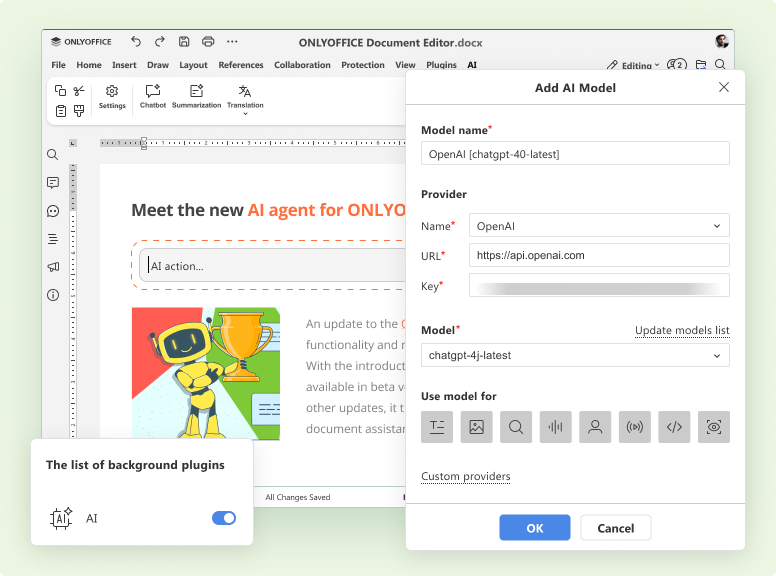 ONLYOFFICE
ONLYOFFICE Document Editor.docx
File Home Insert Draw Layout References Collaboration Protection View Plugins AI
Editing 2
Settings Chatbot Summarization Translation
Meet the new AI agent for ONLYO
AI action...
An update to the
functionality and
With the introduct
available in beta v
other updates, it t
document assistan
All Changes Saved
The list of background plugins
AI
AI
Add AI Model
Model name*
OpenAI [chatgpt-40-latest]
Provider
Name* OpenAI
URL* https://api.openai.com
Key*
Model* Update models list
chatgpt-4j-latest
Use model for
Custom providers
OK Cancel